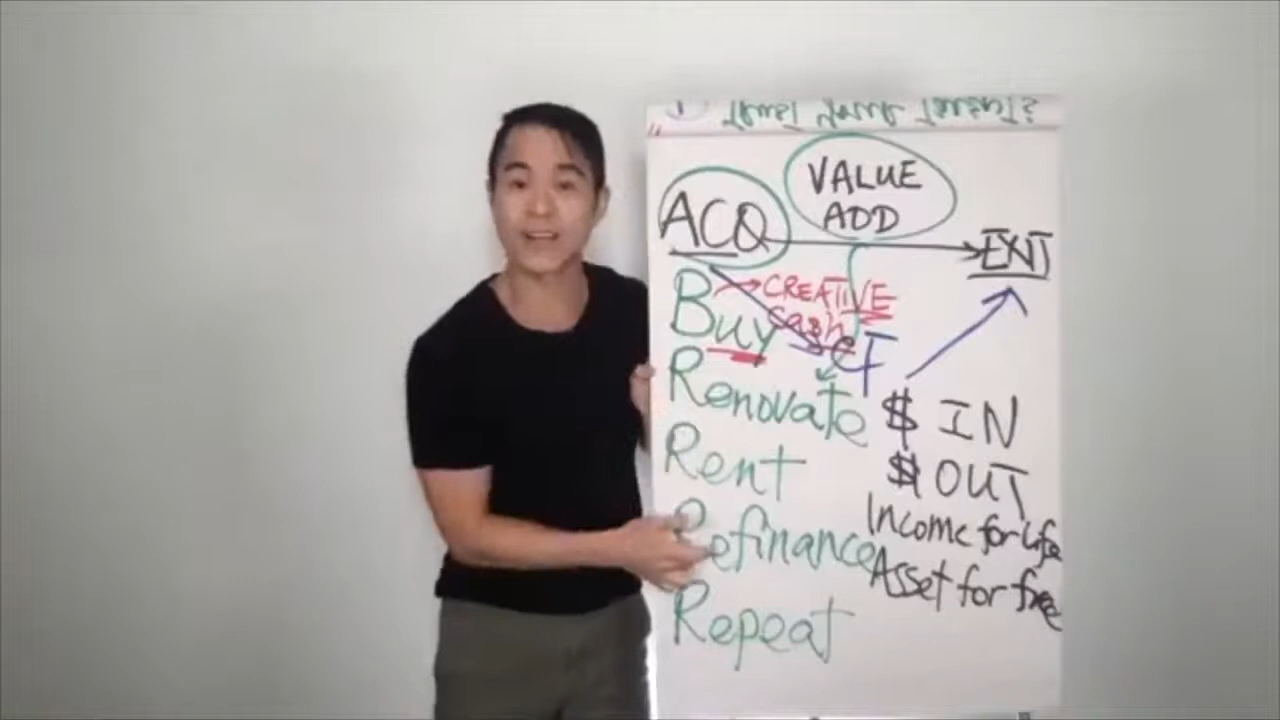 VALUE
ADD
ACQ
EXIT
Buy
CREATIVE
Cash
CF
Renovate
$ IN
Rent
$ OUT
Income for Life
Refinance
Asset for free
Repeat